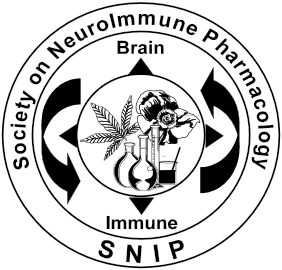 Society on NeuroImmune Pharmacology
Brain
Immune
SNIP